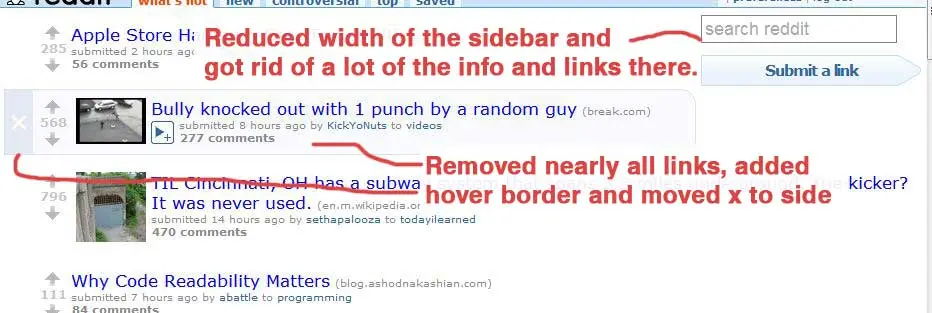 reddit what's hot new controversial top saved | preferences | log out
search reddit
Submit a link
Reduced width of the sidebar and
got rid of a lot of the info and links there.
285
Apple Store Ha
submitted 2 hours ago
56 comments
568
Bully knocked out with 1 punch by a random guy (break.com)
submitted 8 hours ago by KickYoNuts to videos
277 comments
Removed nearly all links, added
hover border and moved x to side
796
TIL Cincinnati, OH has a subwa kicker?
It was never used. (en.m.wikipedia.or
submitted 14 hours ago by sethapalooza to todayilearned
470 comments
111
Why Code Readability Matters (blog.ashodnakashian.com)
submitted 7 hours ago by abattle to programming
84 comments